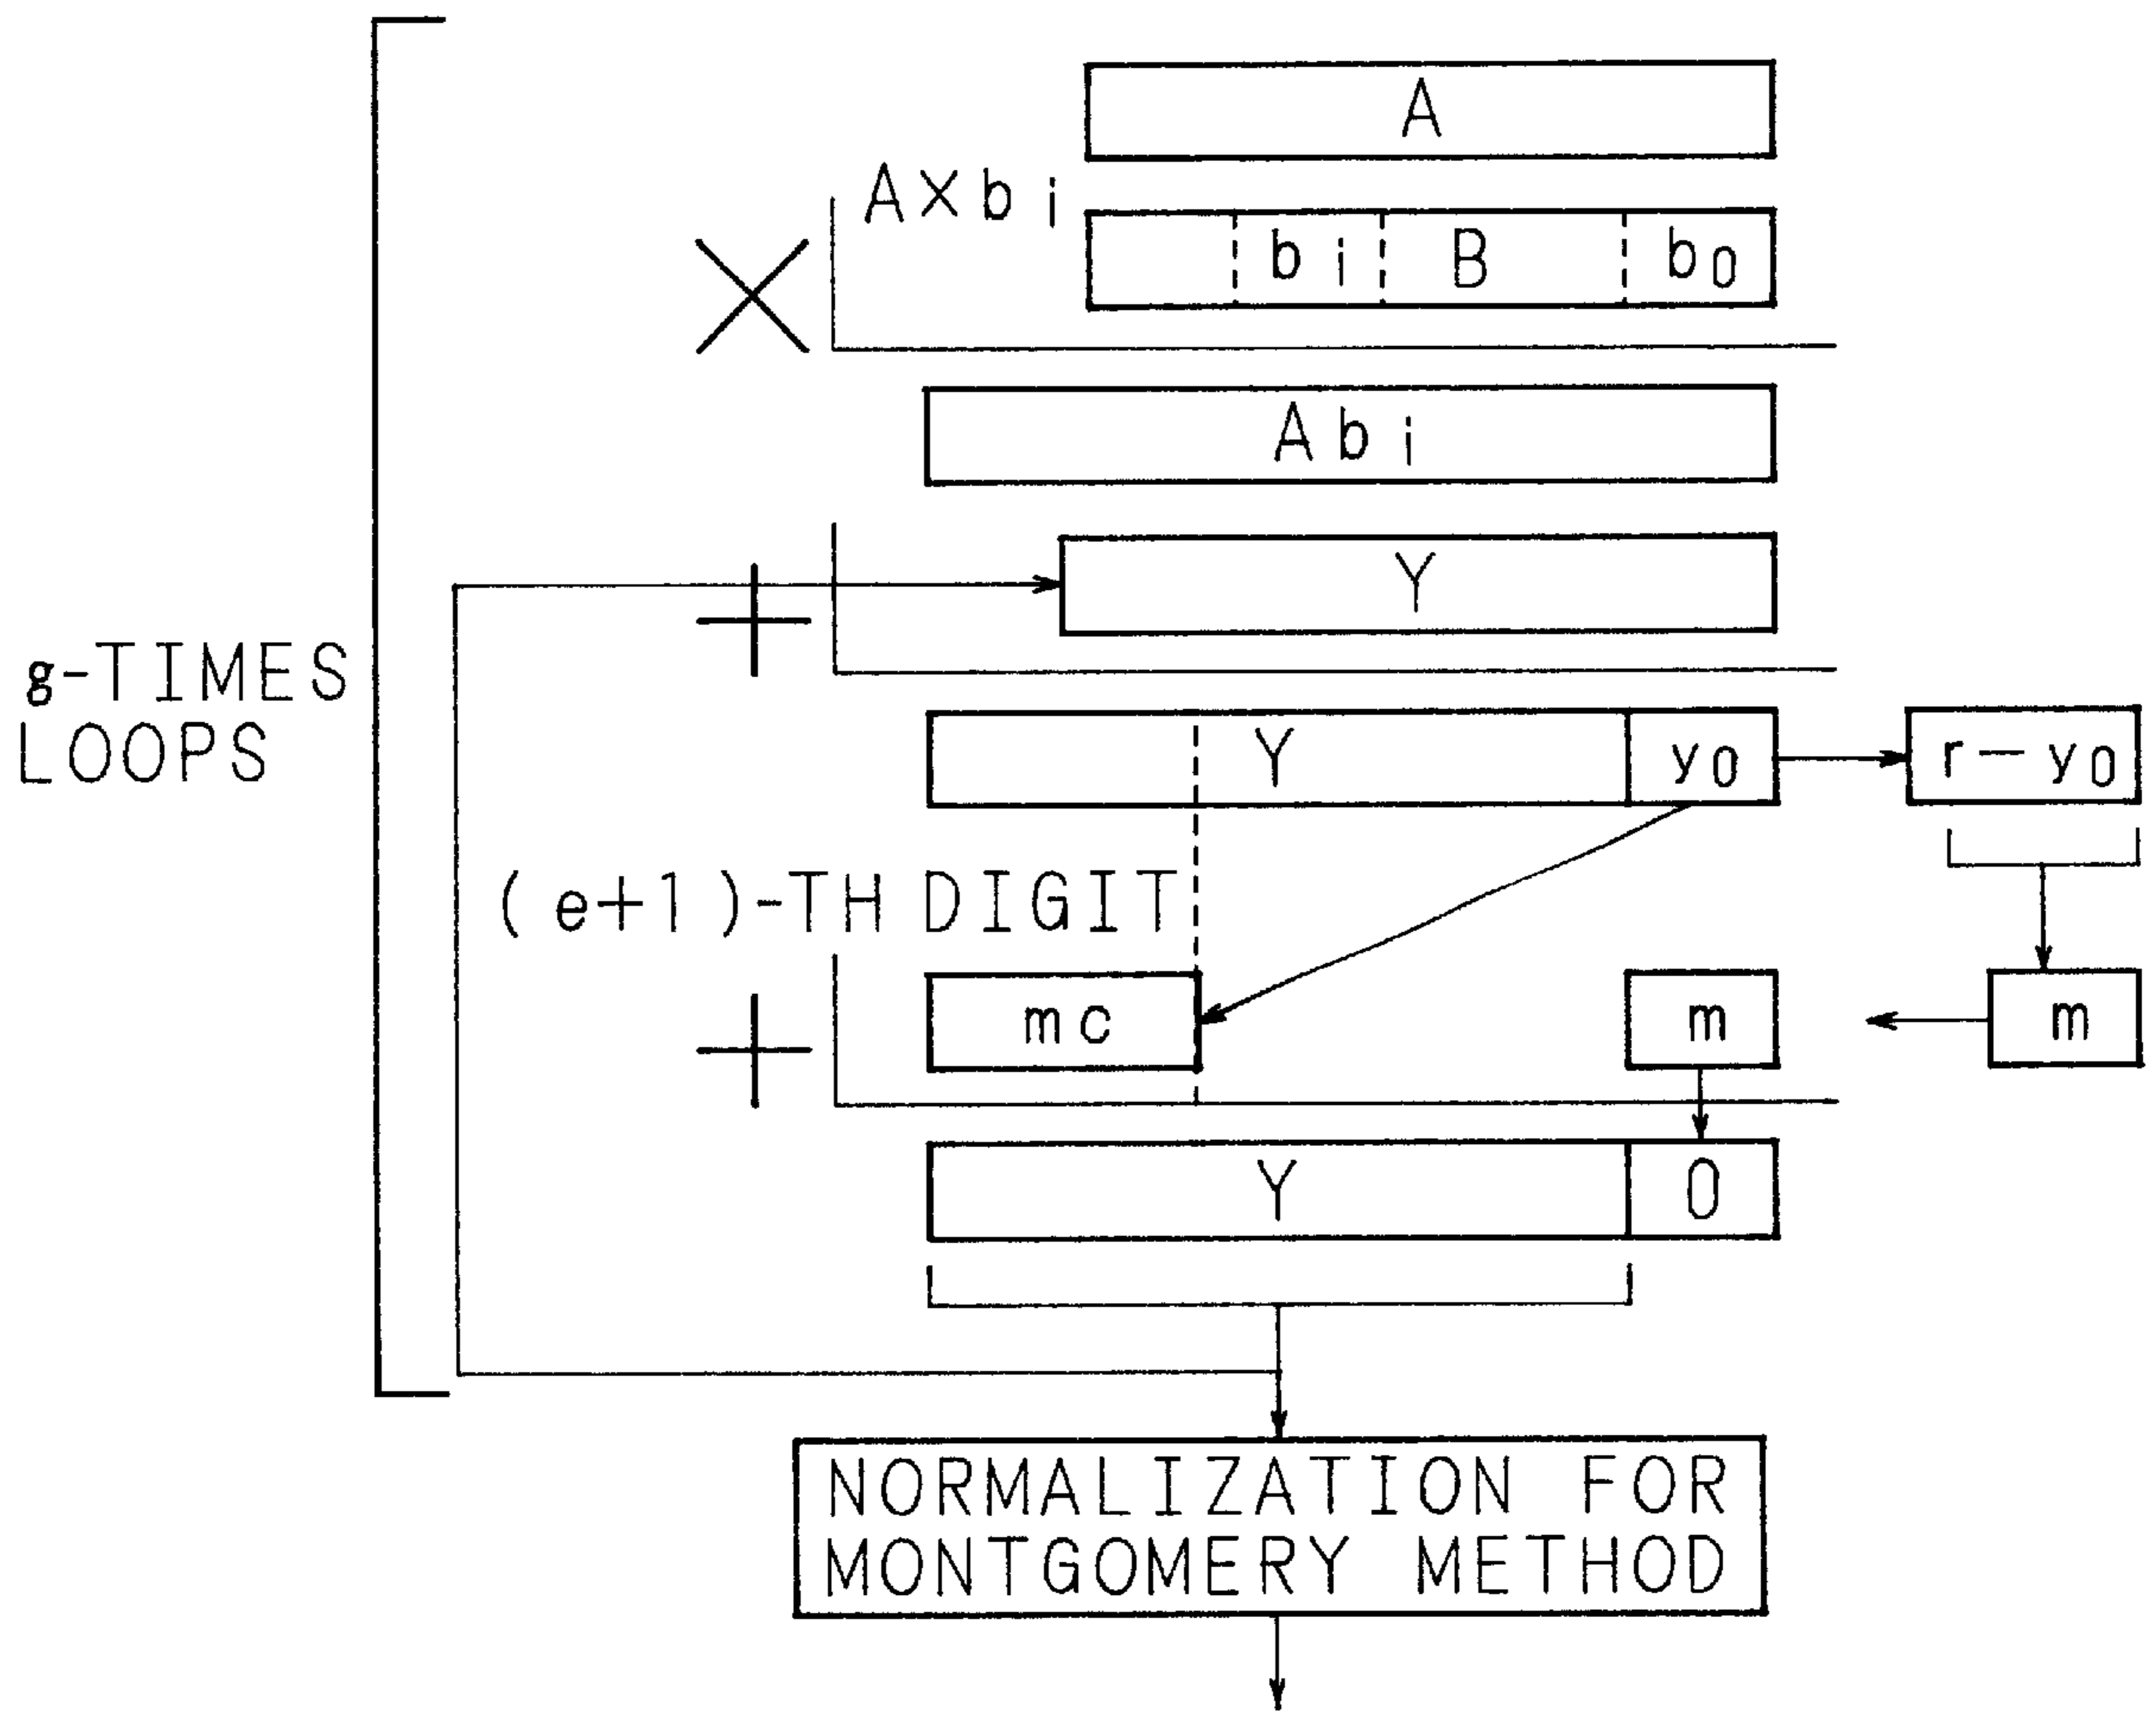 A
A×bi
bi B b0
Abi
Y
g-TIMES
LOOPS
Y y0 r-y0
(e+1)-TH DIGIT
mc m m
Y 0
NORMALIZATION FOR
MONTGOMERY METHOD